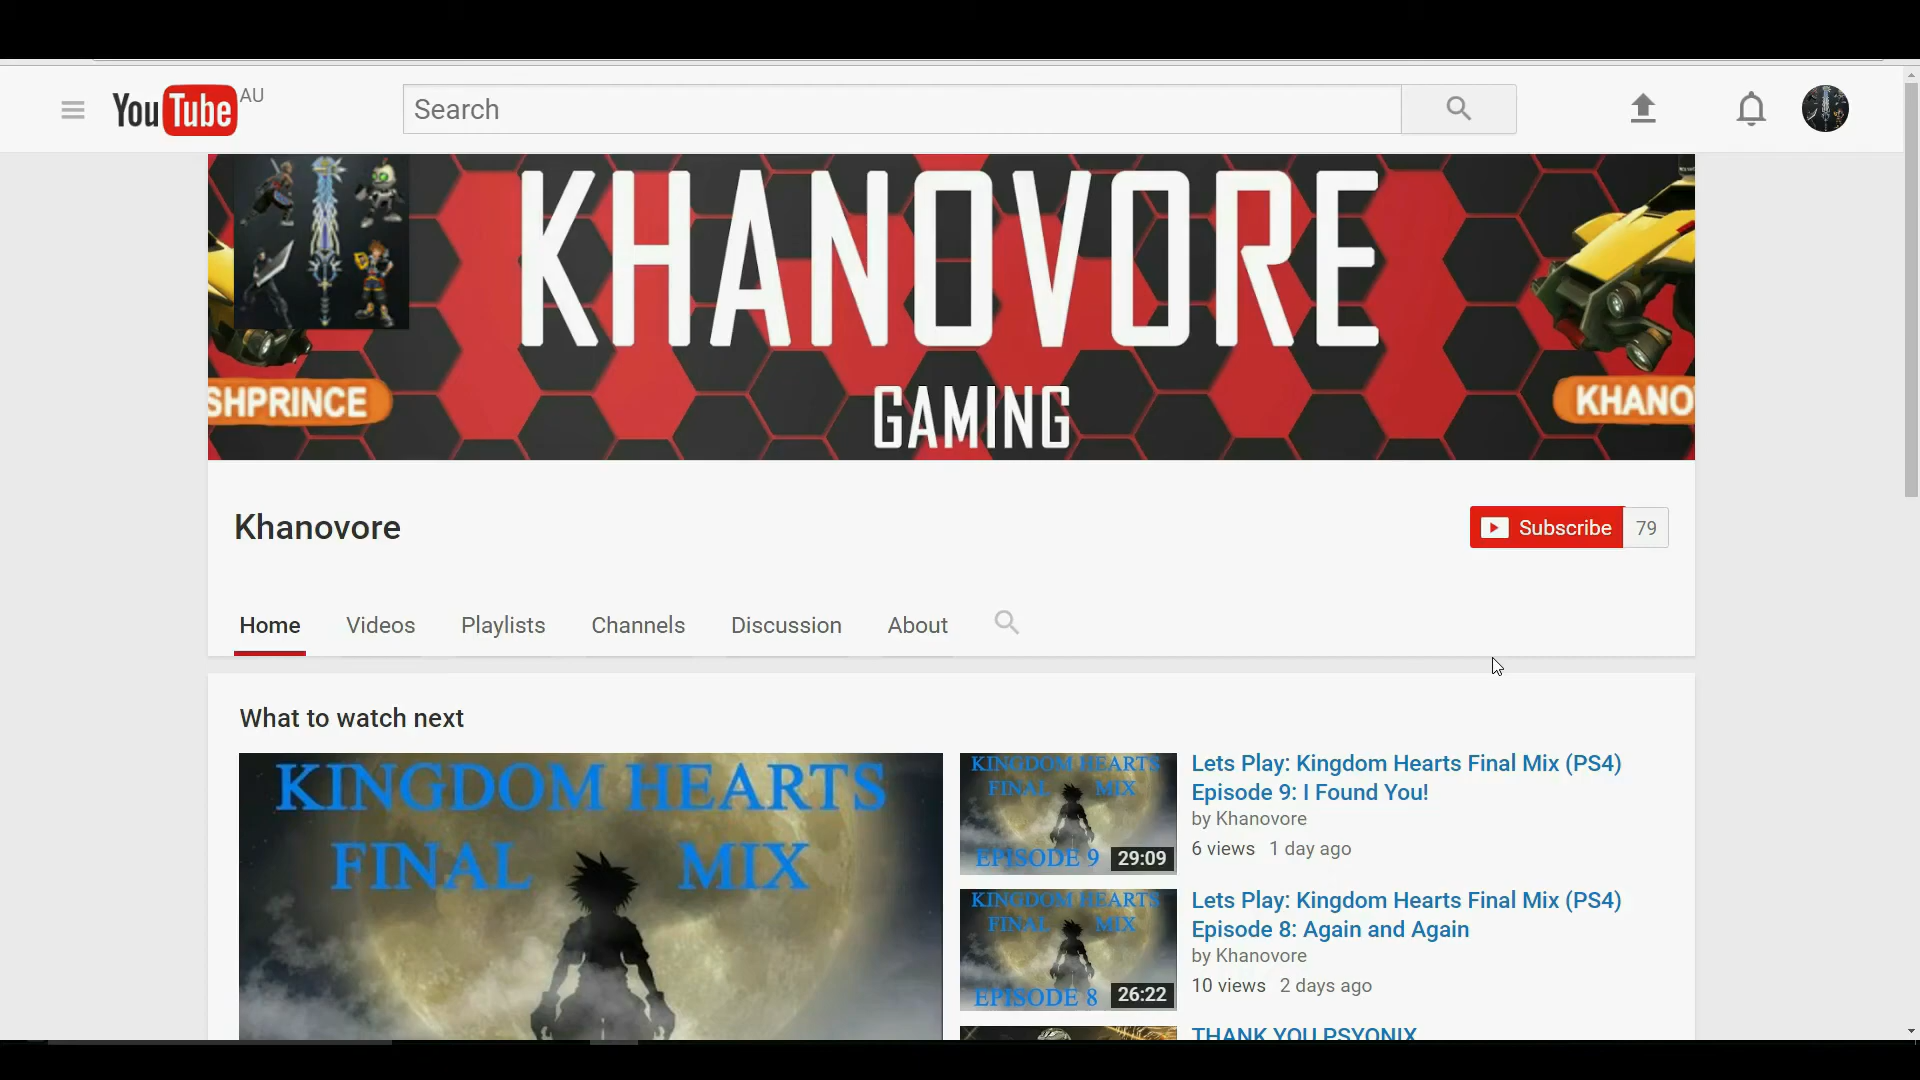 YouTube AU
Search
KHANOVORE
GAMING
SHPRINCE
KHANO
Khanovore
Subscribe 79
Home Videos Playlists Channels Discussion About
What to watch next
KINGDOM HEARTS
FINAL MIX
KINGDOM HEARTS
FINAL MIX
EPISODE 9 29:09
Lets Play: Kingdom Hearts Final Mix (PS4)
Episode 9: I Found You!
by Khanovore
6 views 1 day ago
KINGDOM HEARTS
FINAL MIX
EPISODE 8 26:22
Lets Play: Kingdom Hearts Final Mix (PS4)
Episode 8: Again and Again
by Khanovore
10 views 2 days ago
THANK YOU PSYONIX